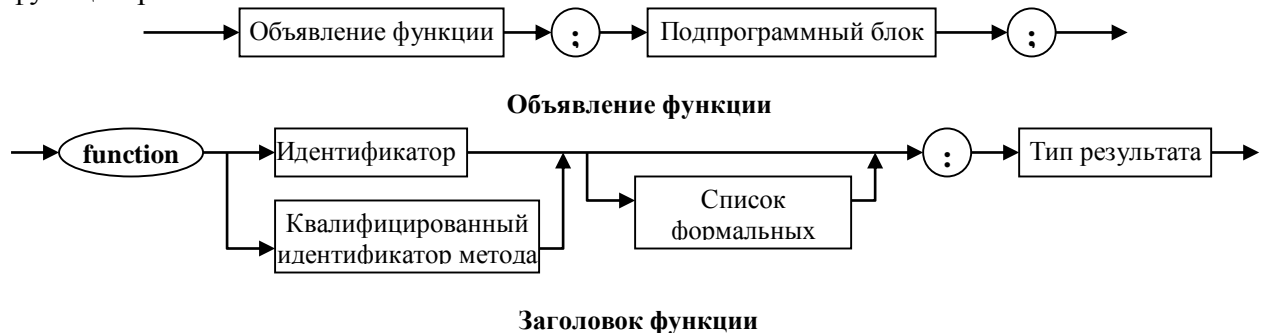 Объявление функции ; Подпрограммный блок ;
Объявление функции
function Идентификатор : Тип результата
Квалифицированный идентификатор метода
Список формальных
Заголовок функции